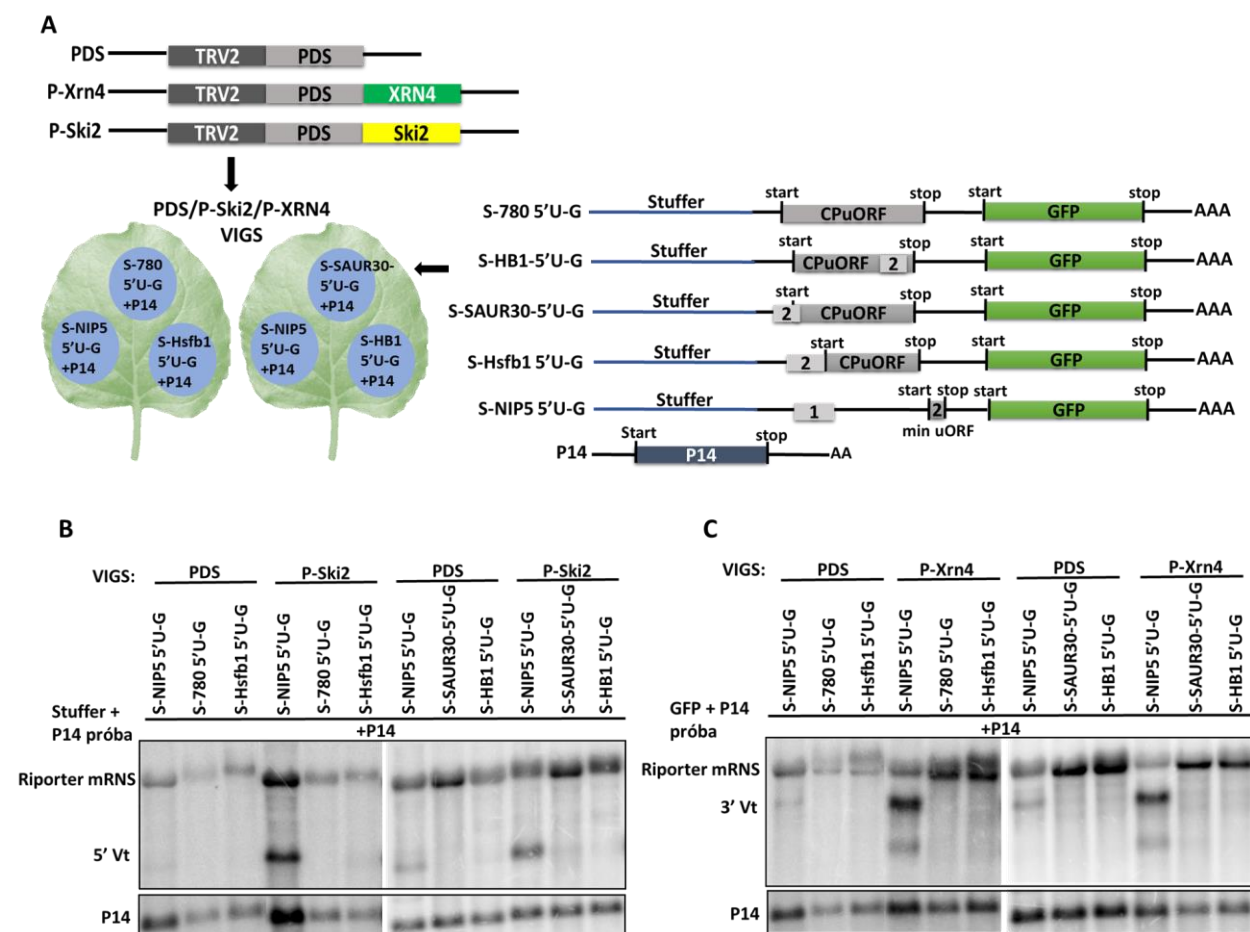 A
PDS TRV2 PDS
P-Xrn4 TRV2 PDS XRN4
P-Ski2 TRV2 PDS Ski2
PDS/P-Ski2/P-XRN4
VIGS
S-780
5'U-G
+P14
S-NIP5
5'U-G
+P14
S-Hsfb1
5'U-G
+P14
S-SAUR30-
5'U-G
+P14
S-NIP5
5'U-G
+P14
S-HB1
5'U-G
+P14
start stop start stop
S-780 5'U-G Stuffer CPuORF GFP AAA
start stop start stop
S-HB1-5'U-G Stuffer CPuORF 2 GFP AAA
start stop start stop
S-SAUR30-5'U-G Stuffer 2 CPuORF GFP AAA
start stop start stop
S-Hsfb1 5'U-G Stuffer 2 CPuORF GFP AAA
start stop start stop
S-NIP5 5'U-G Stuffer 1 2 GFP AAA
min uORF
Start stop
P14 P14 AA
B
VIGS: PDS P-Ski2 PDS P-Ski2
S-NIP5 5'U-G
S-780 5'U-G
S-Hsfb1 5'U-G
S-NIP5 5'U-G
S-780 5'U-G
S-Hsfb1 5'U-G
S-NIP5 5'U-G
S-SAUR30-5'U-G
S-HB1 5'U-G
S-NIP5 5'U-G
S-SAUR30-5'U-G
S-HB1 5'U-G
Stuffer +
P14 próba
+P14
Riporter mRNS
5' Vt
P14
C
VIGS: PDS P-Xrn4 PDS P-Xrn4
S-NIP5 5'U-G
S-780 5'U-G
S-Hsfb1 5'U-G
S-NIP5 5'U-G
S-780 5'U-G
S-Hsfb1 5'U-G
S-NIP5 5'U-G
S-SAUR30-5'U-G
S-HB1 5'U-G
S-NIP5 5'U-G
S-SAUR30-5'U-G
S-HB1 5'U-G
GFP + P14
próba
+P14
Riporter mRNS
3' Vt
P14